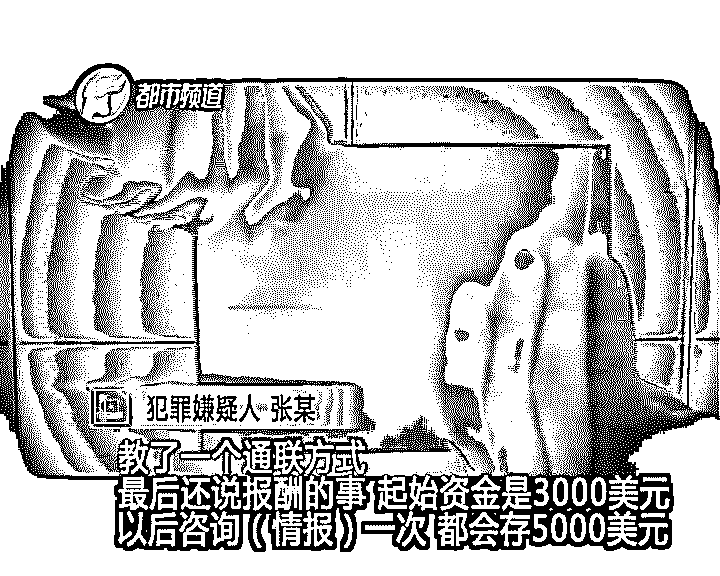 都市频道
犯罪嫌疑人 张某
教了一个通联方式
最后还说报酬的事 起始资金是3000美元
以后咨询(情报)一次 都会存5000美元